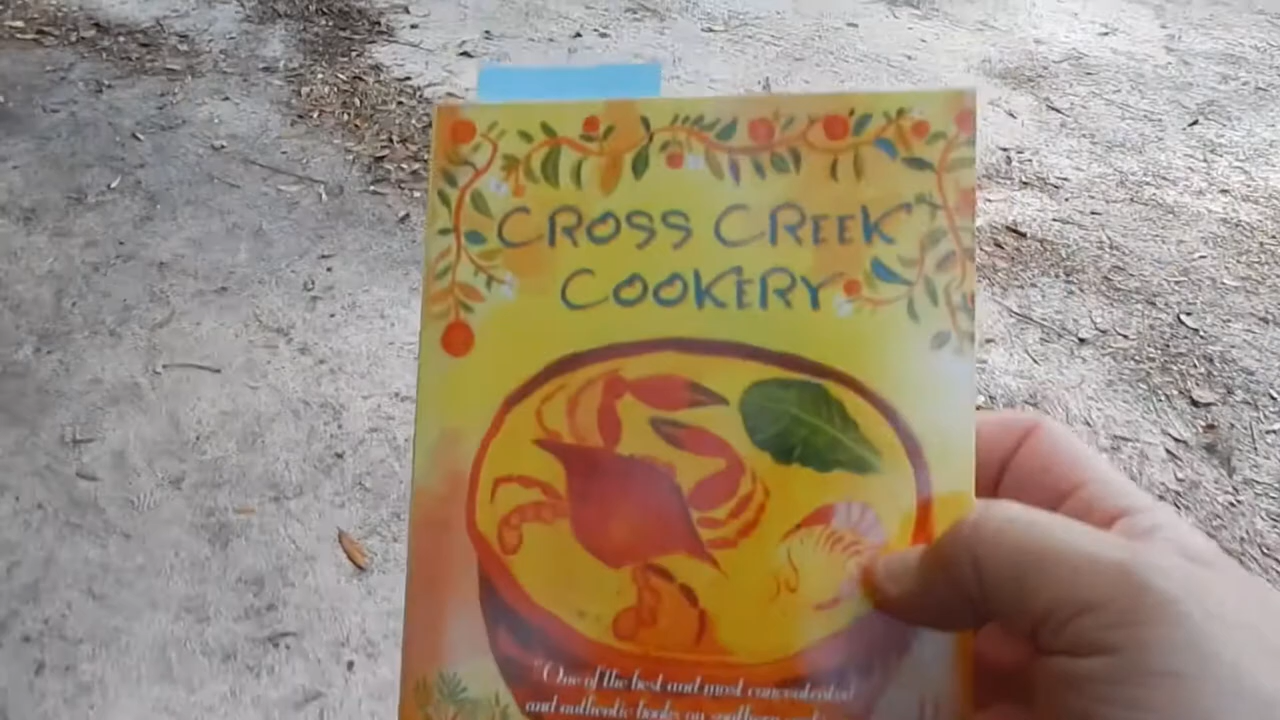 CROSS CREEK
COOKERY
"One of the best and most concentrated
and authentic books on southern